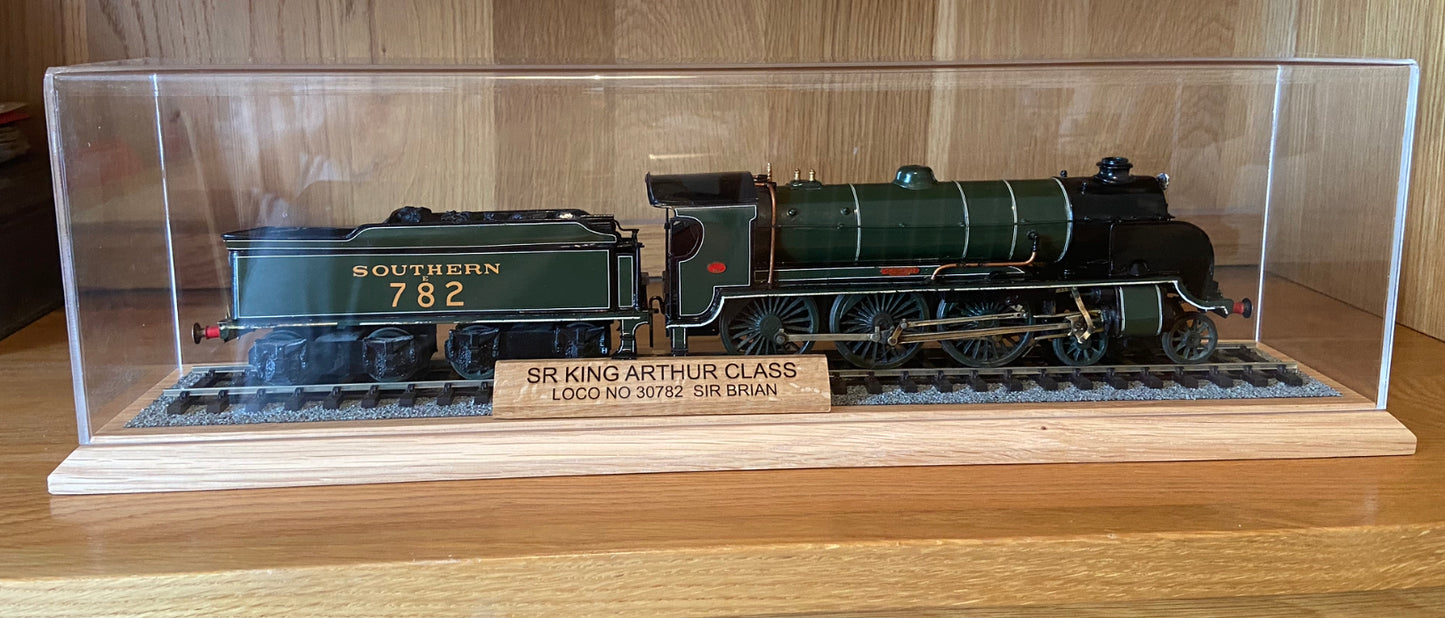 SOUTHERN
E
782
SR KING ARTHUR CLASS
LOCO NO 30782 SIR BRIAN